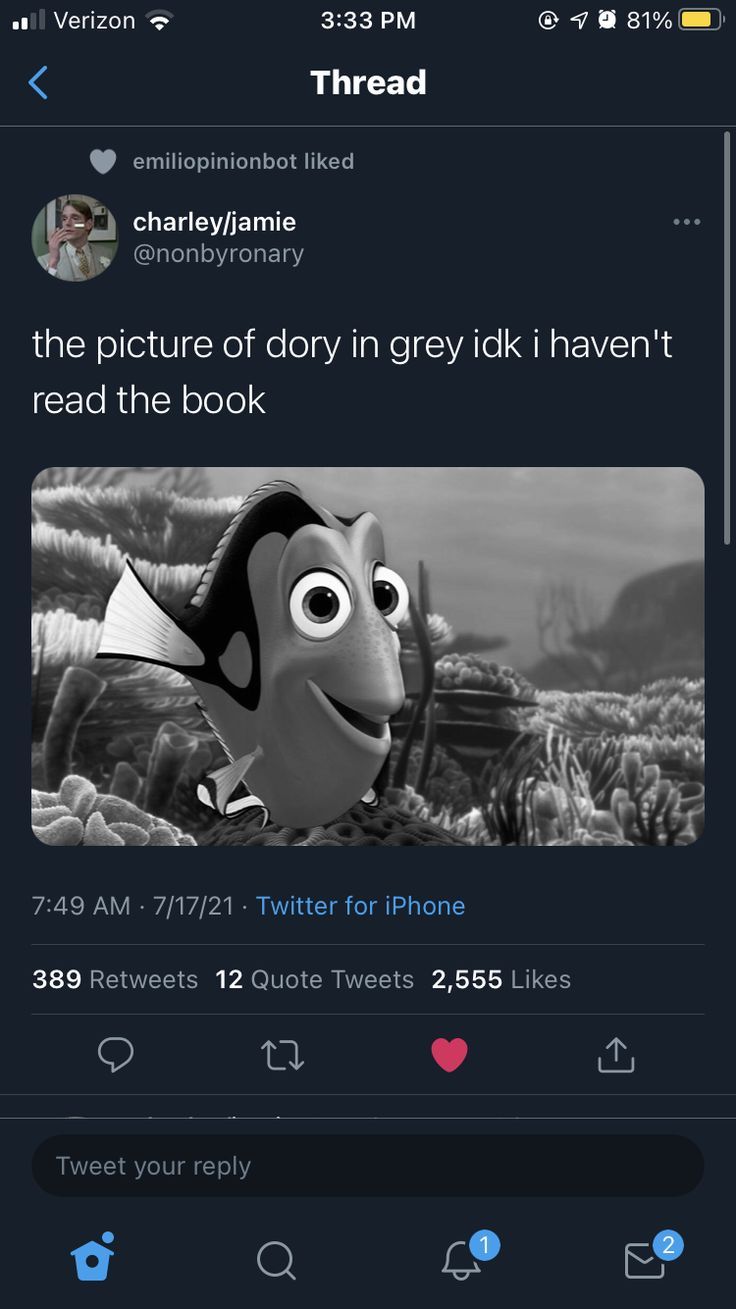 Verizon 3:33 PM 81%
Thread
emiliopinionbot liked
charley/jamie
@nonbyronary
the picture of dory in grey idk i haven't
read the book
7:49 AM · 7/17/21 · Twitter for iPhone
389 Retweets 12 Quote Tweets 2,555 Likes
Tweet your reply
1
2